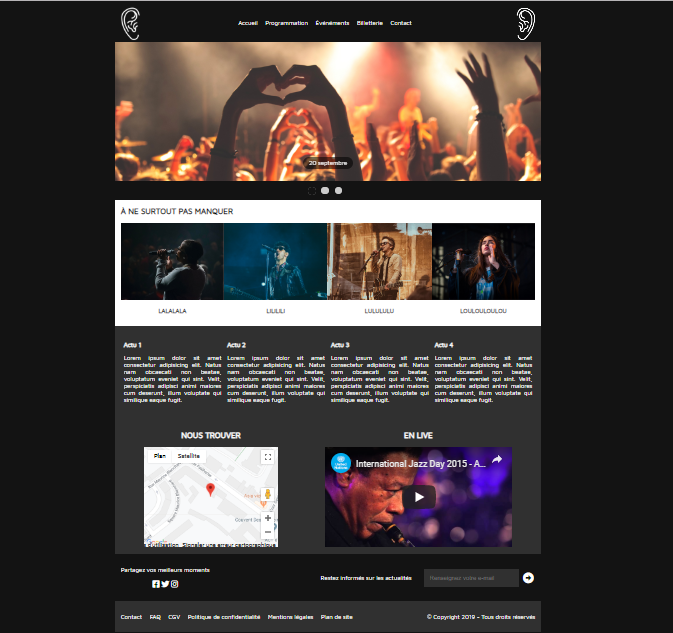 Accueil Programmation Événements Billetterie Contact
20 septembre
À NE SURTOUT PAS MANQUER
LALALALA LILILILI LULULULU LOULOULOULOU
Actu 1
Lorem ipsum dolor sit amet
consectetur adipisicing elit. Natus
nam obcaecati non beatae,
voluptatum eveniet qui sint. Velit,
perspiciatis adipisci animi maiores
cum deserunt, illum voluptate qui
similique eaque fugit.
Actu 2
Lorem ipsum dolor sit amet
consectetur adipisicing elit. Natus
nam obcaecati non beatae,
voluptatum eveniet qui sint. Velit,
perspiciatis adipisci animi maiores
cum deserunt, illum voluptate qui
similique eaque fugit.
Actu 3
Lorem ipsum dolor sit amet
consectetur adipisicing elit. Natus
nam obcaecati non beatae,
voluptatum eveniet qui sint. Velit,
perspiciatis adipisci animi maiores
cum deserunt, illum voluptate qui
similique eaque fugit.
Actu 4
Lorem ipsum dolor sit amet
consectetur adipisicing elit. Natus
nam obcaecati non beatae,
voluptatum eveniet qui sint. Velit,
perspiciatis adipisci animi maiores
cum deserunt, illum voluptate qui
similique eaque fugit.
NOUS TROUVER
Plan Satellite
EN LIVE
International Jazz Day 2015 - A...
Partagez vos meilleurs moments
Restez informés sur les actualités
Renseignez votre e-mail
Contact FAQ CGV Politique de confidentialité Mentions légales Plan de site
© Copyright 2019 - Tous droits réservés